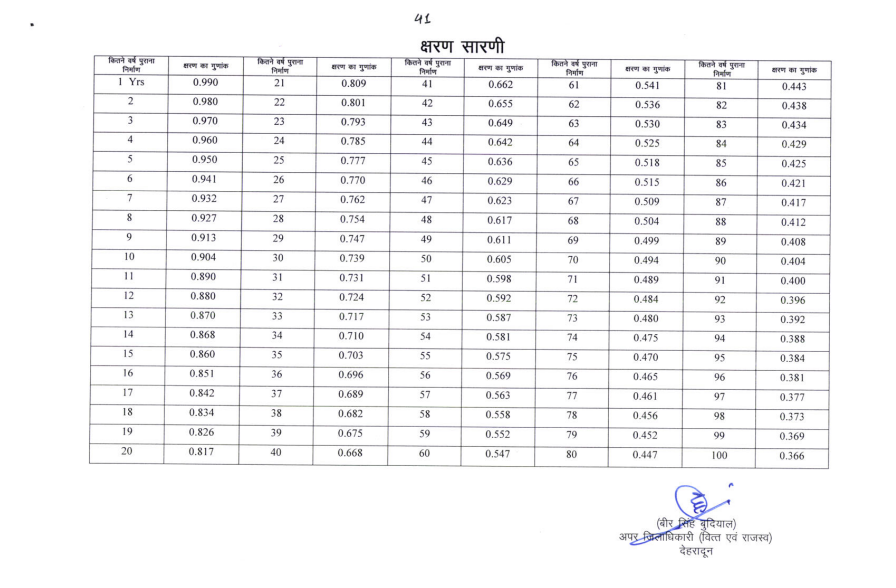 41
क्षरण सारणी
कितने वर्ष पुराना निर्माण क्षरण का गुणांक कितने वर्ष पुराना निर्माण क्षरण का गुणांक कितने वर्ष पुराना निर्माण क्षरण का गुणांक कितने वर्ष पुराना निर्माण क्षरण का गुणांक कितने वर्ष पुराना निर्माण क्षरण का गुणांक
1 Yrs 0.990 21 0.809 41 0.662 61 0.541 81 0.443
2 0.980 22 0.801 42 0.655 62 0.536 82 0.438
3 0.970 23 0.793 43 0.649 63 0.530 83 0.434
4 0.960 24 0.785 44 0.642 64 0.525 84 0.429
5 0.950 25 0.777 45 0.636 65 0.518 85 0.425
6 0.941 26 0.770 46 0.629 66 0.515 86 0.421
7 0.932 27 0.762 47 0.623 67 0.509 87 0.417
8 0.927 28 0.754 48 0.617 68 0.504 88 0.412
9 0.913 29 0.747 49 0.611 69 0.499 89 0.408
10 0.904 30 0.739 50 0.605 70 0.494 90 0.404
11 0.890 31 0.731 51 0.598 71 0.489 91 0.400
12 0.880 32 0.724 52 0.592 72 0.484 92 0.396
13 0.870 33 0.717 53 0.587 73 0.480 93 0.392
14 0.868 34 0.710 54 0.581 74 0.475 94 0.388
15 0.860 35 0.703 55 0.575 75 0.470 95 0.384
16 0.851 36 0.696 56 0.569 76 0.465 96 0.381
17 0.842 37 0.689 57 0.563 77 0.461 97 0.377
18 0.834 38 0.682 58 0.558 78 0.456 98 0.373
19 0.826 39 0.675 59 0.552 79 0.452 99 0.369
20 0.817 40 0.668 60 0.547 80 0.447 100 0.366
(बीर सिंह बुदियाल)
अपर जिलाधिकारी (वित्त एवं राजस्व)
देहरादून